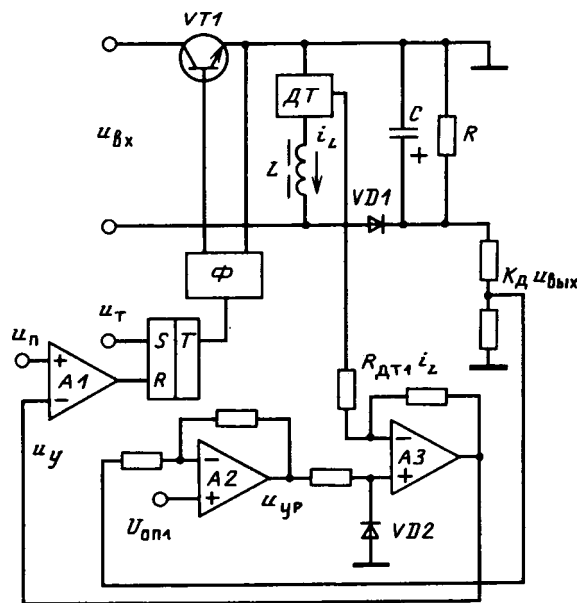 VT1
ДТ
C
+
R
u вх
L
i L
VD1
Ф
K Д u вых
u т
u п
S T
R
+
A1
−
R ДТ1 i L
u у
−
A2
+
−
A3
+
U оп1
u ур
VD2